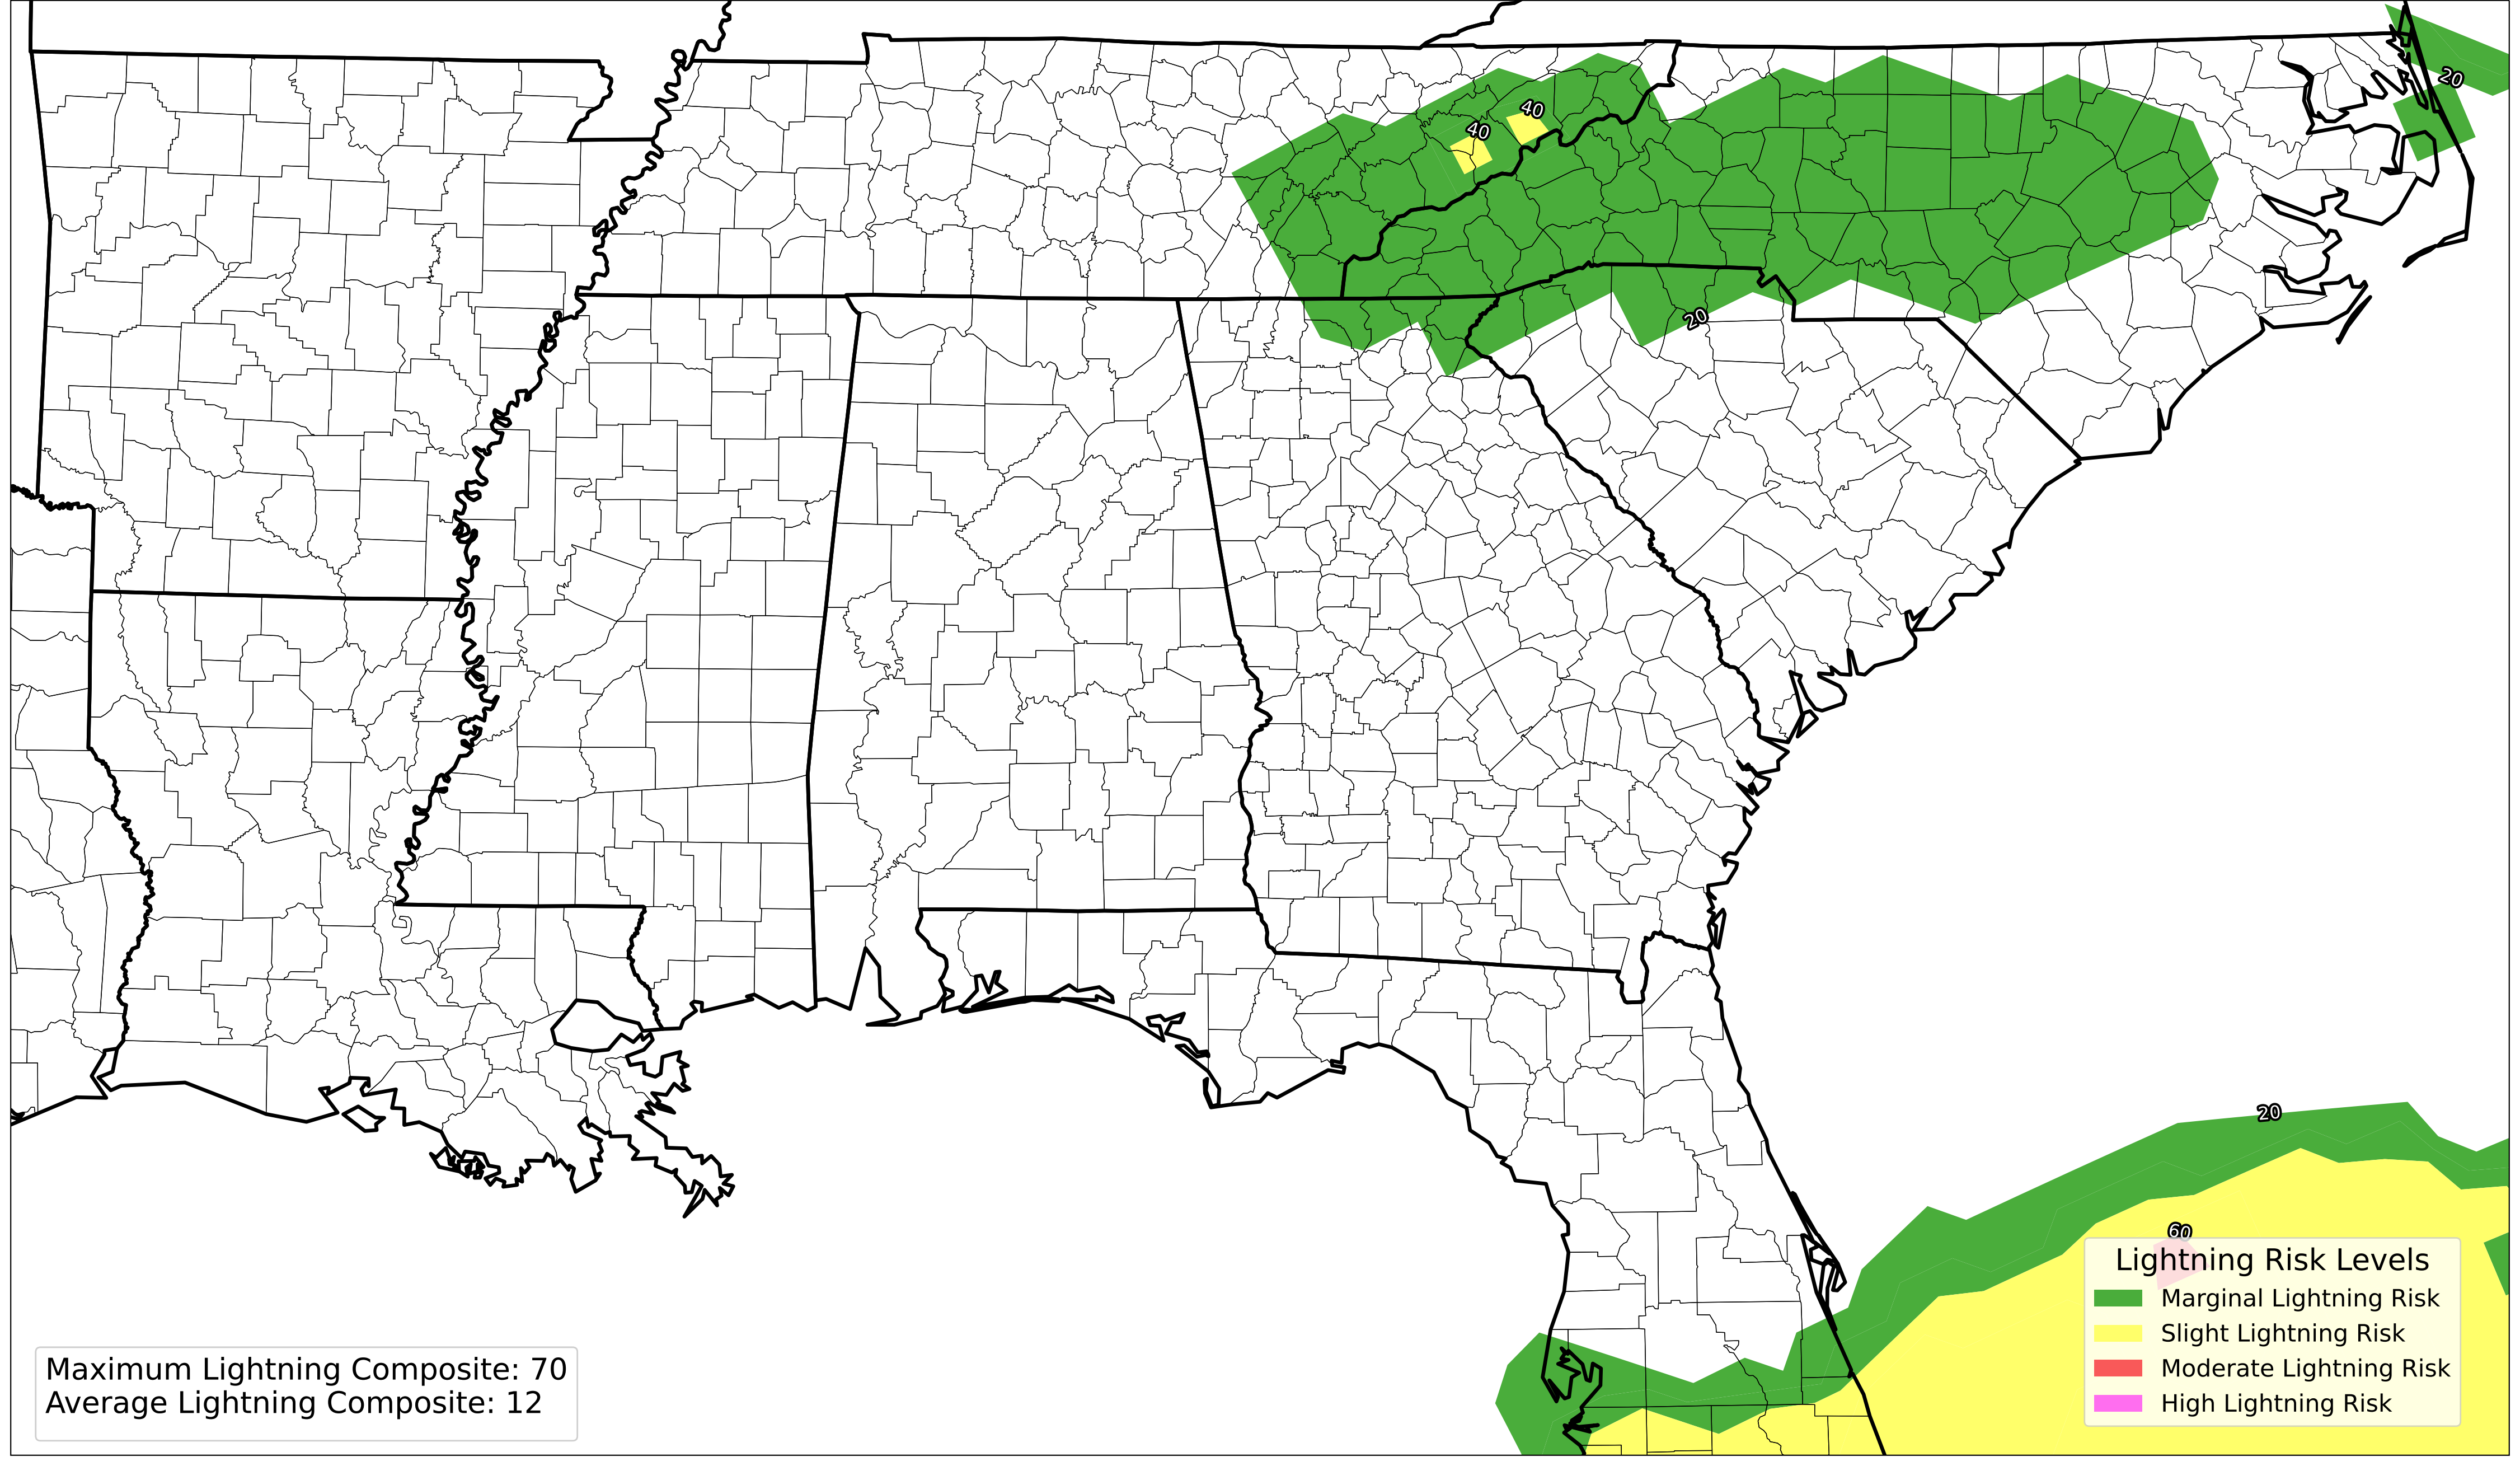 20
40
40
20
20
60
Lightning Risk Levels
Marginal Lightning Risk
Slight Lightning Risk
Moderate Lightning Risk
High Lightning Risk
Maximum Lightning Composite: 70
Average Lightning Composite: 12